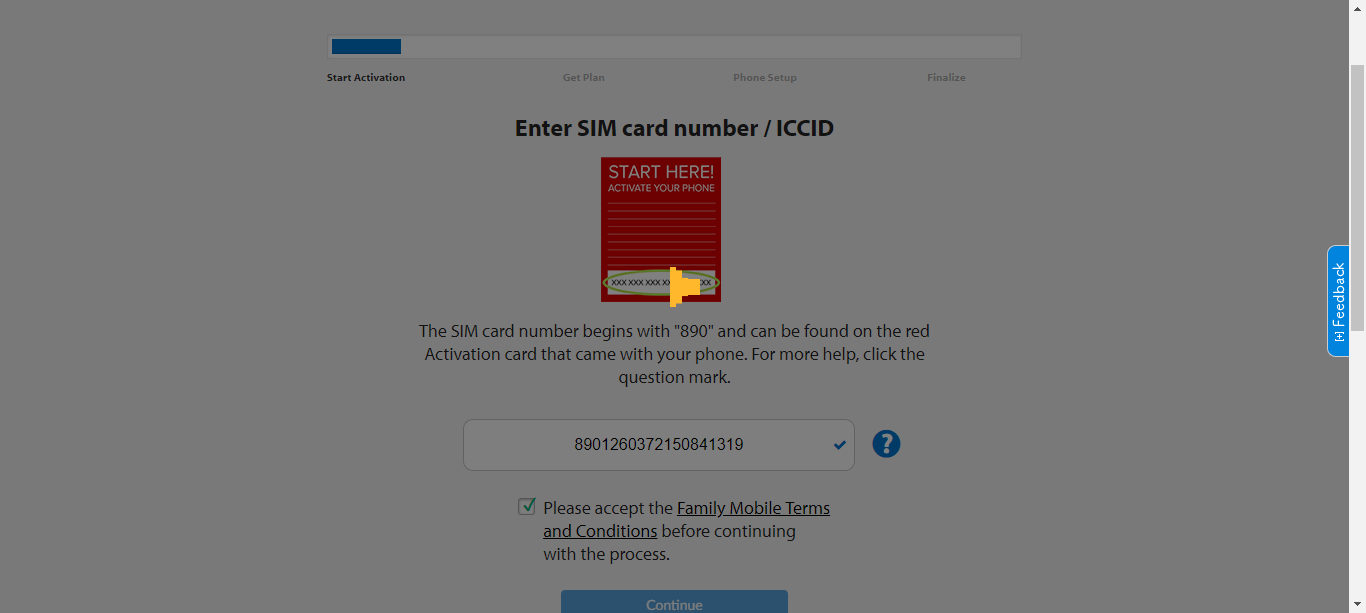 Start Activation
Get Plan
Phone Setup
Finalize
Enter SIM card number / ICCID
START HERE!
ACTIVATE YOUR PHONE
XXX XXX XXX XX XXX
The SIM card number begins with "890" and can be found on the red
Activation card that came with your phone. For more help, click the
question mark.
8901260372150841319
?
Please accept the Family Mobile Terms
and Conditions before continuing
with the process.
Continue
[+] Feedback